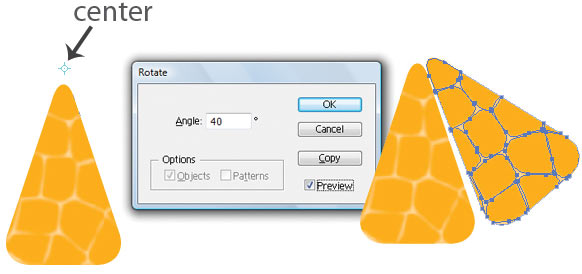 center
Rotate
Angle: 40 °
OK
Cancel
Copy
Options
Objects Patterns
Preview